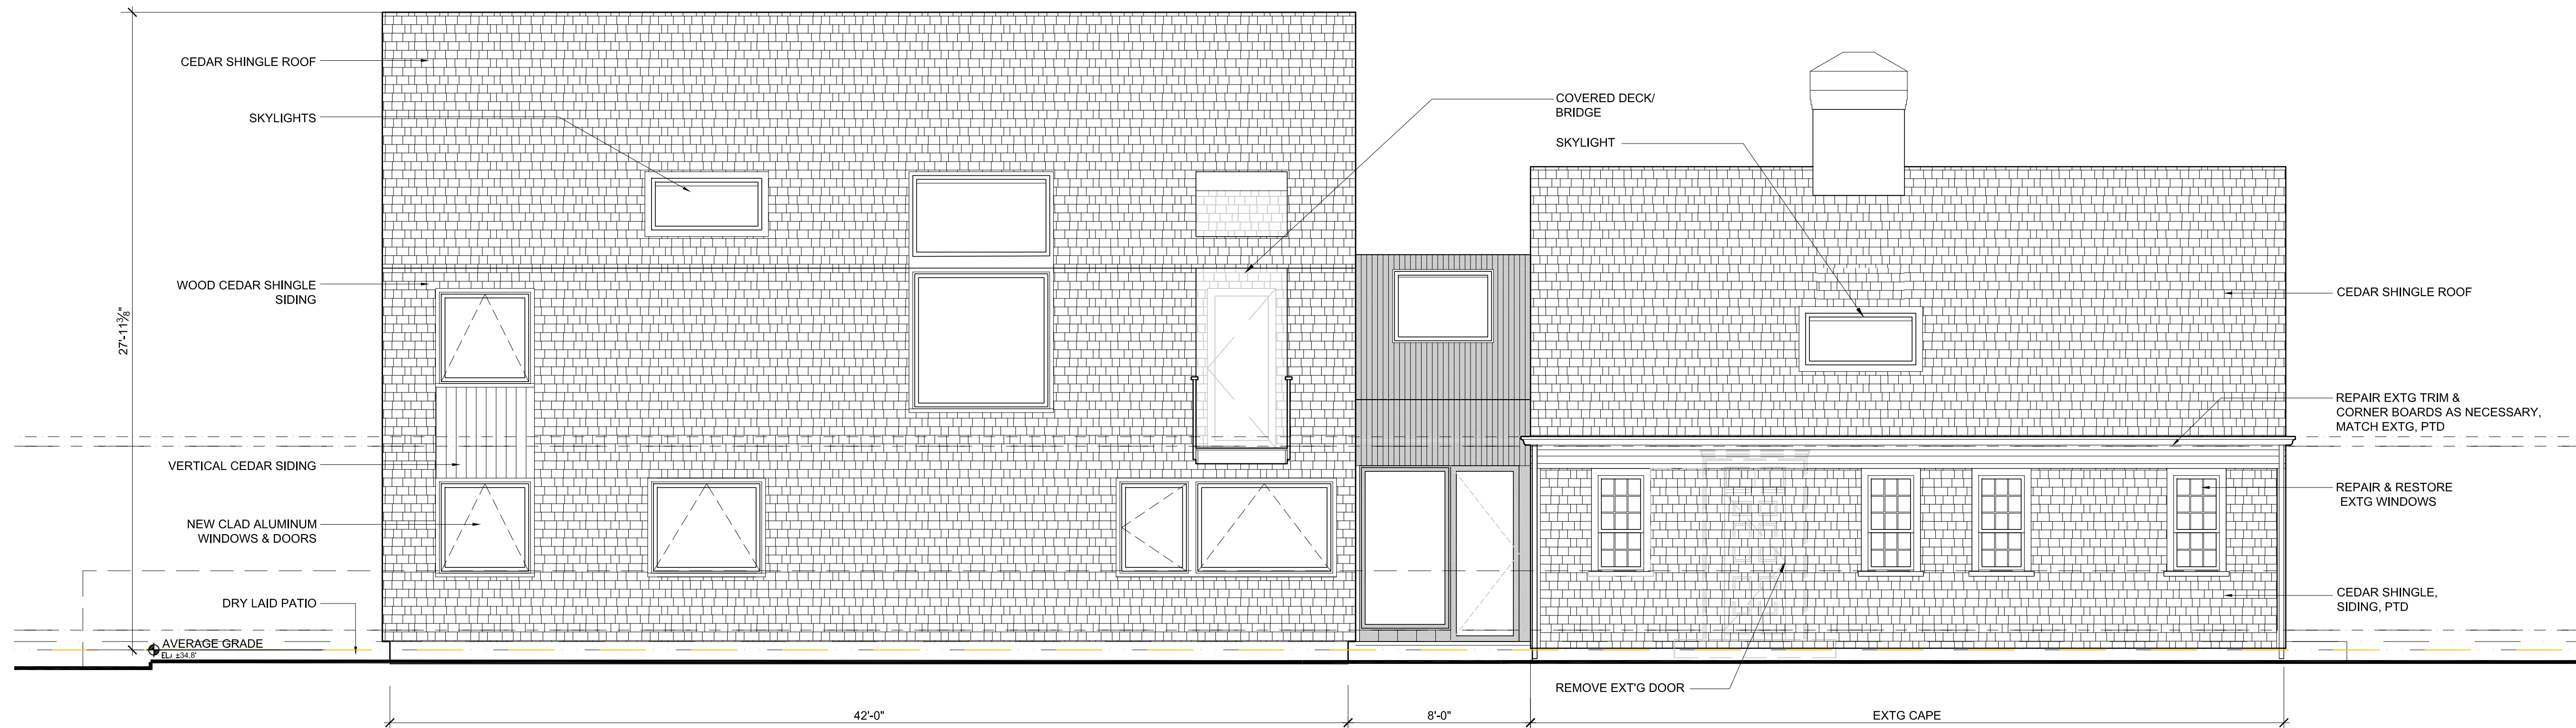 CEDAR SHINGLE ROOF
SKYLIGHTS
WOOD CEDAR SHINGLE
SIDING
27'-11⅜"
VERTICAL CEDAR SIDING
NEW CLAD ALUMINUM
WINDOWS & DOORS
DRY LAID PATIO
AVERAGE GRADE
EL: ±34.8'
COVERED DECK/
BRIDGE
SKYLIGHT
CEDAR SHINGLE ROOF
REPAIR EXTG TRIM &
CORNER BOARDS AS NECESSARY,
MATCH EXTG, PTD
REPAIR & RESTORE
EXTG WINDOWS
CEDAR SHINGLE,
SIDING, PTD
REMOVE EXT'G DOOR
42'-0"
8'-0"
EXTG CAPE